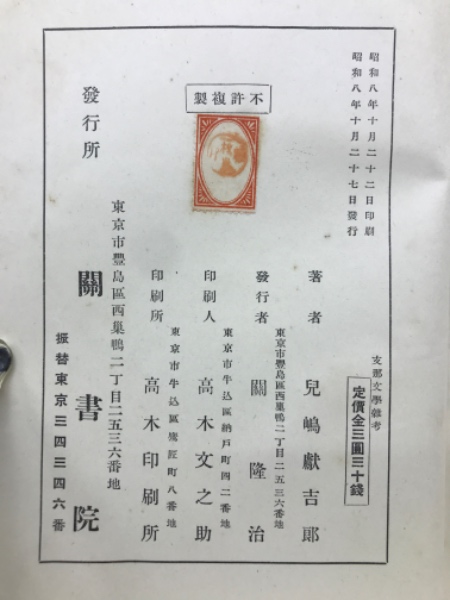 昭和八年十月二十二日印刷
昭和八年十月二十七日發行
支那文學雜考
定價金三圓三十錢
不許複製
著者 兒嶋獻吉郎
東京市豐島區西巢鴨二丁目二五三六番地
發行者 關隆治
東京市牛込區納戸町四二番地
印刷人 高木文之助
東京市牛込區
町八番地
印刷所 高木印刷所
發行所
東京市豐島區西巢鴨二丁目二五三六番地
關書院
振替東京三四三四六番